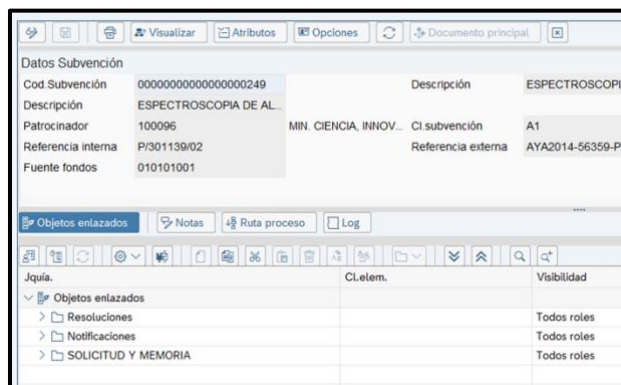 Visualizar Atributos Opciones Documento principal
Datos Subvención
Cod.Subvención 00000000000000000249 Descripción ESPECTROSCOPI
Descripción ESPECTROSCOPIA DE AL...
Patrocinador 100096 MIN. CIENCIA, INNOV... Cl.subvención A1
Referencia interna P/301139/02 Referencia externa AYA2014-56359-P
Fuente fondos 010101001
Objetos enlazados Notas Ruta proceso Log
Jquía. Cl.elem. Visibilidad
Objetos enlazados
Resoluciones Todos roles
Notificaciones Todos roles
SOLICITUD Y MEMORIA Todos roles